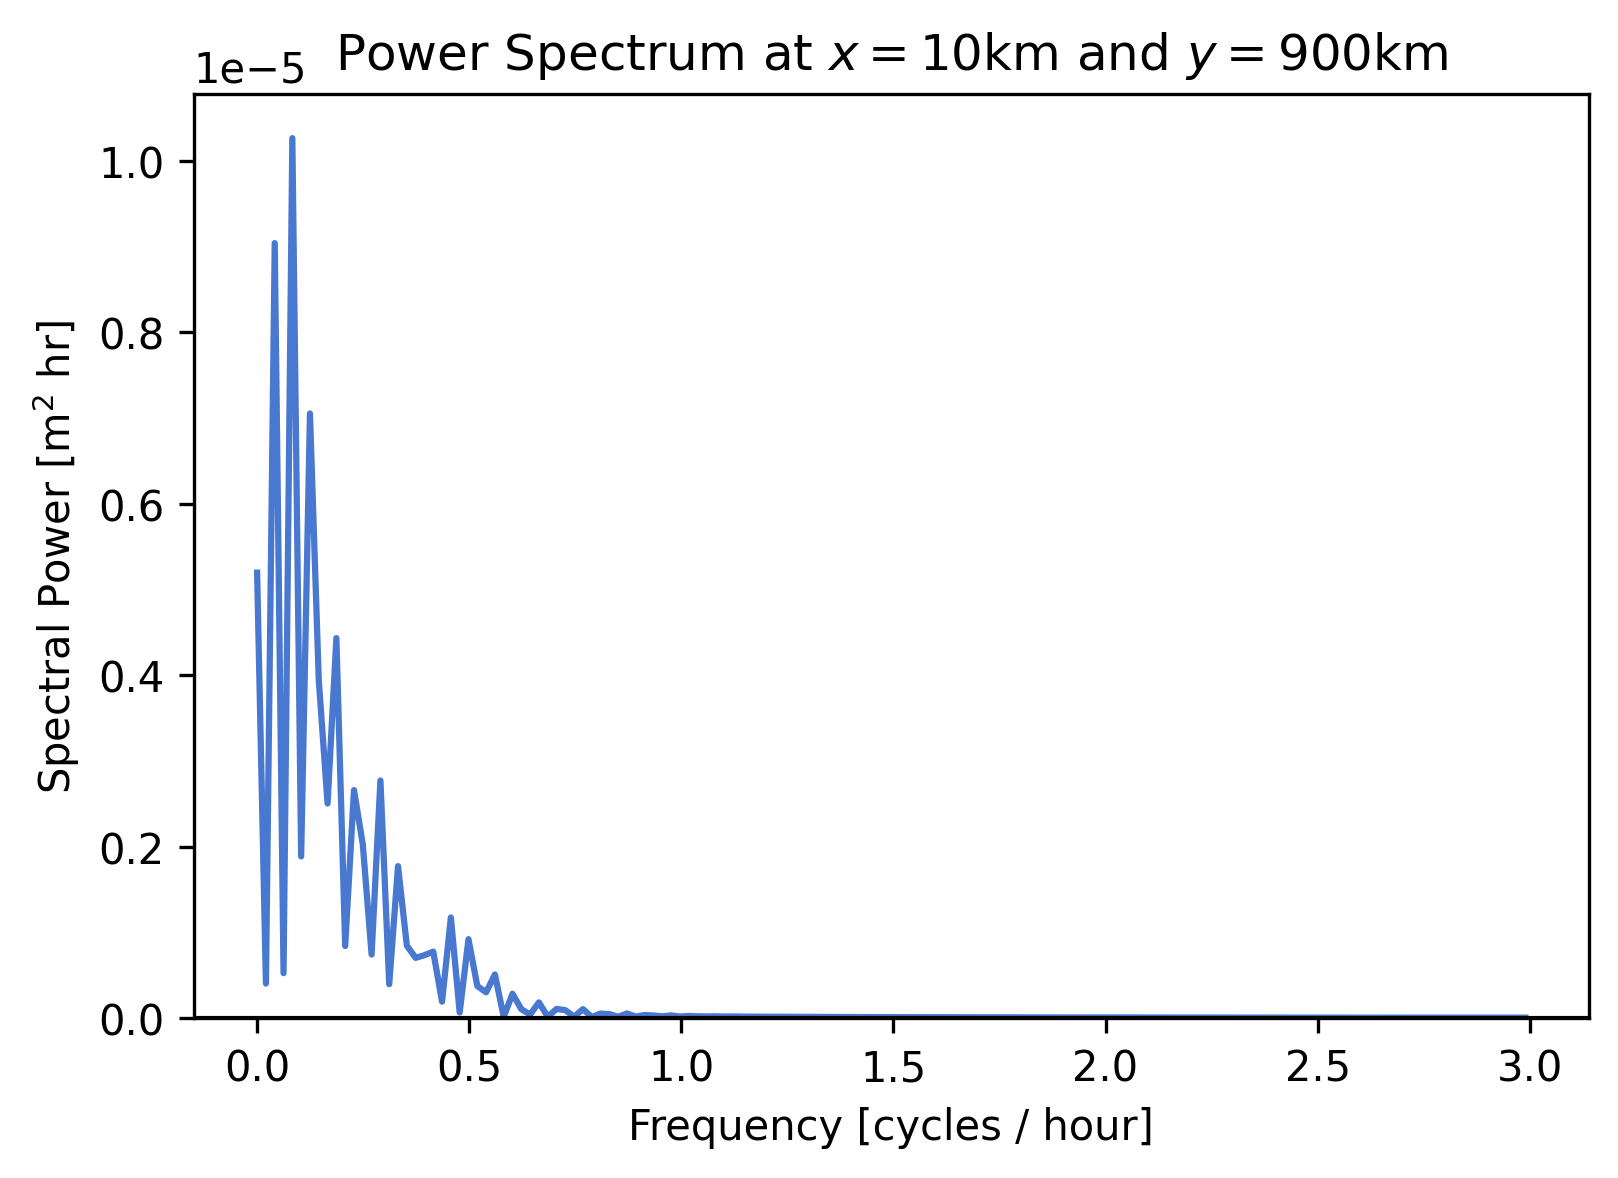 Power Spectrum at x = 10km and y = 900km
1e−5
1.0
0.8
0.6
0.4
0.2
0.0
Spectral Power [m² hr]
0.0 0.5 1.0 1.5 2.0 2.5 3.0
Frequency [cycles / hour]